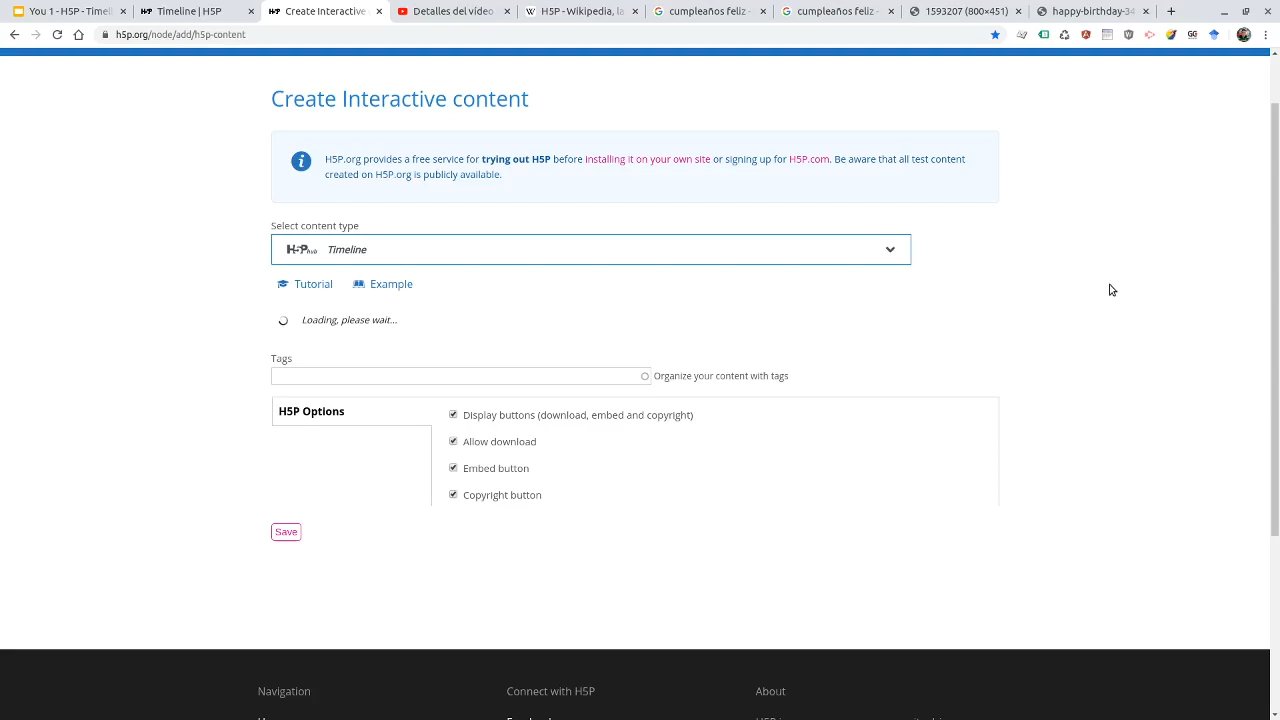 You 1 - H5P - Timeli
Timeline | H5P
Create Interactive
Detalles del vídeo
H5P - Wikipedia, la
cumpleaños feliz -
cumpleaños feliz -
1593207 (800×451)
happy-birthday-34
h5p.org/node/add/h5p-content
Create Interactive content
H5P.org provides a free service for trying out H5P before installing it on your own site or signing up for H5P.com. Be aware that all test content
created on H5P.org is publicly available.
Select content type
H5P hub Timeline
Tutorial Example
Loading, please wait...
Tags
Organize your content with tags
H5P Options
Display buttons (download, embed and copyright)
Allow download
Embed button
Copyright button
Save
Navigation Connect with H5P About